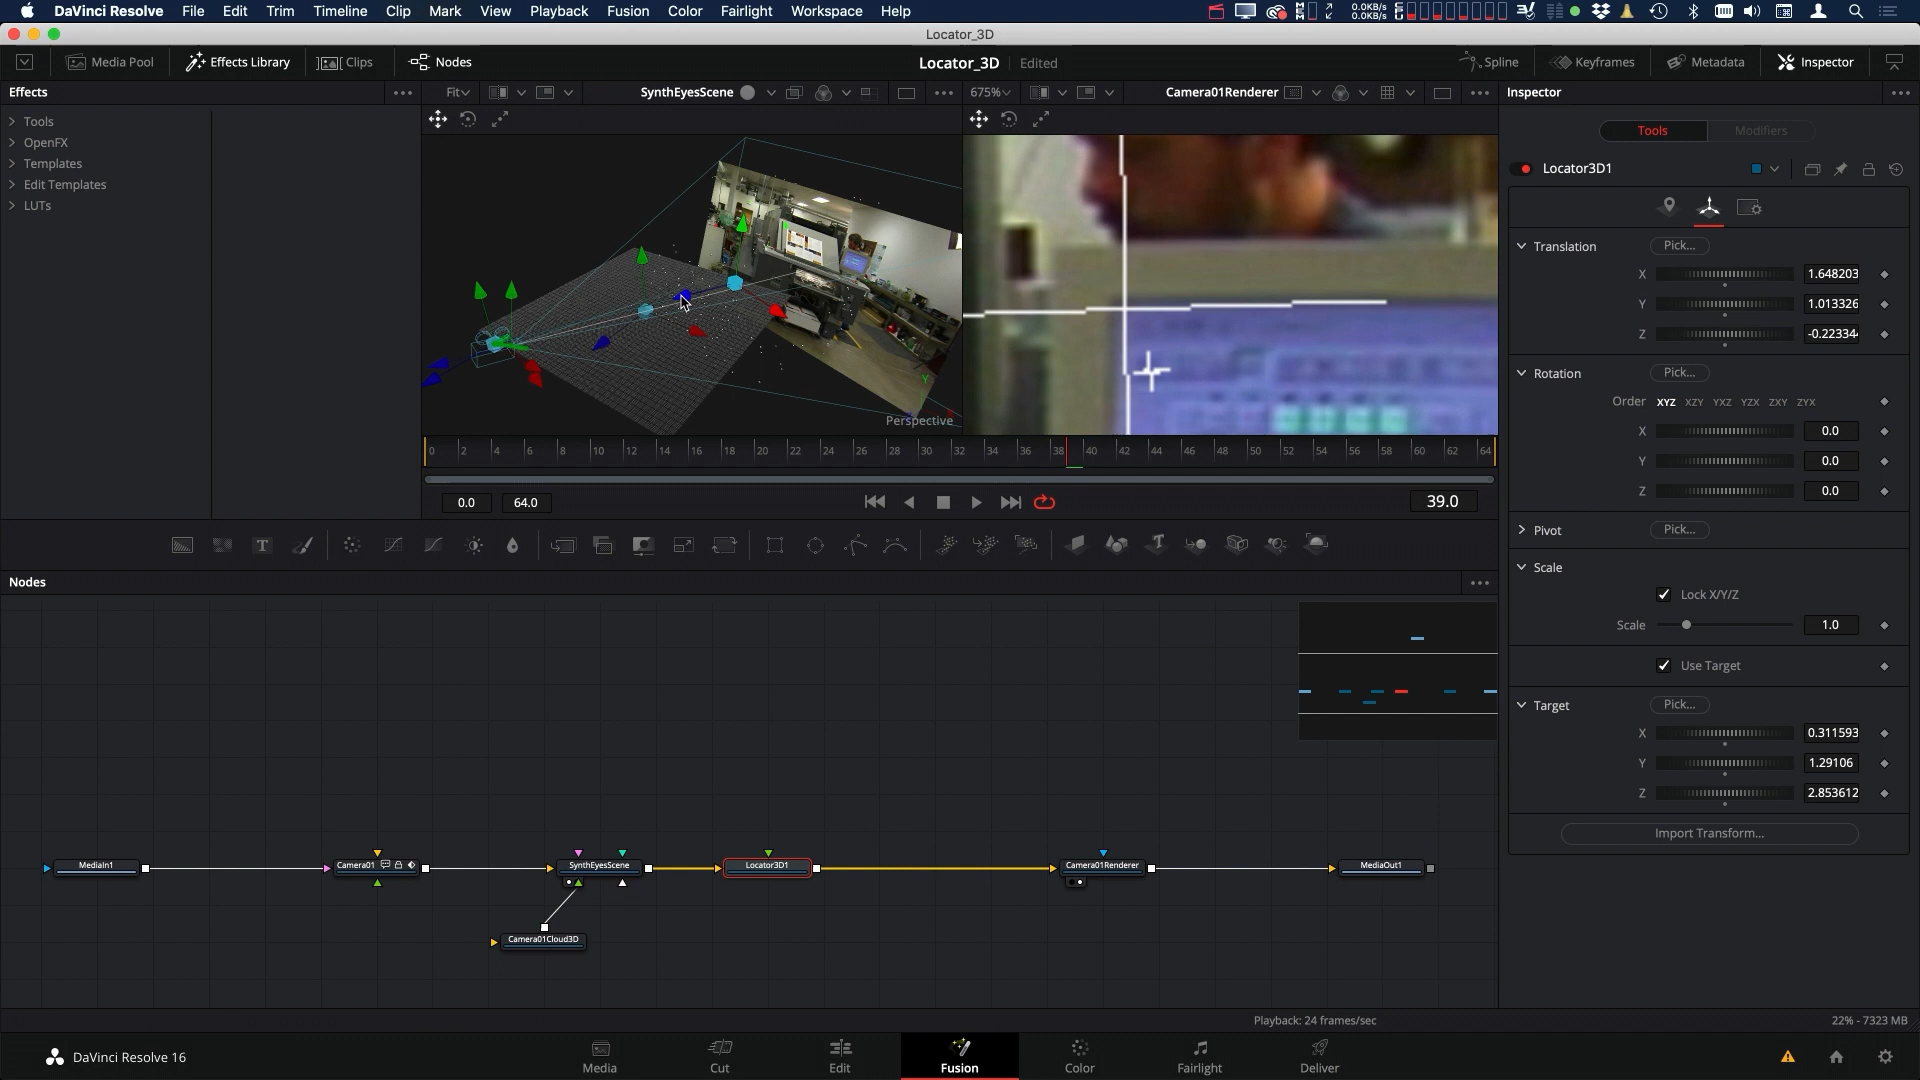 DaVinci Resolve File Edit Trim Timeline Clip Mark View Playback Fusion Color Fairlight Workspace Help
0.0KB/s
0.0KB/s
Locator_3D
Media Pool Effects Library Clips Nodes Locator_3D Edited Spline Keyframes Metadata Inspector
Effects Fit SynthEyesScene 675% Camera01Renderer Inspector
Tools
OpenFX
Templates
Edit Templates
LUTs
Perspective
0 2 4 6 8 10 12 14 16 18 20 22 24 26 28 30 32 34 36 38 40 42 44 46 48 50 52 54 56 58 60 62 64
0.0 64.0 39.0
Nodes
MediaIn1 Camera01 SynthEyesScene Locator3D1 Camera01Renderer MediaOut1
Camera01Cloud3D
Tools Modifiers
Locator3D1
Translation Pick...
X 1.648203
Y 1.013326
Z -0.223344
Rotation Pick...
Order XYZ XZY YXZ YZX ZXY ZYX
X 0.0
Y 0.0
Z 0.0
Pivot Pick...
Scale
Lock X/Y/Z
Scale 1.0
Use Target
Target Pick...
X 0.311593
Y 1.29106
Z 2.853612
Import Transform...
Playback: 24 frames/sec 22% - 7323 MB
DaVinci Resolve 16 Media Cut Edit Fusion Color Fairlight Deliver